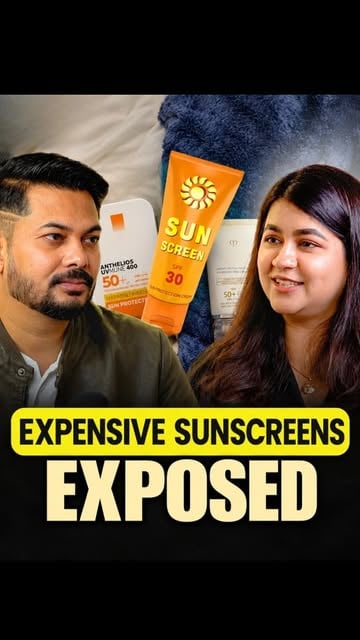 ANTHELIOS
UVMUNE 400
50+
SUN PROTECT
SUN
SCREEN
SPF
30
50+
EXPENSIVE SUNSCREENS
EXPOSED